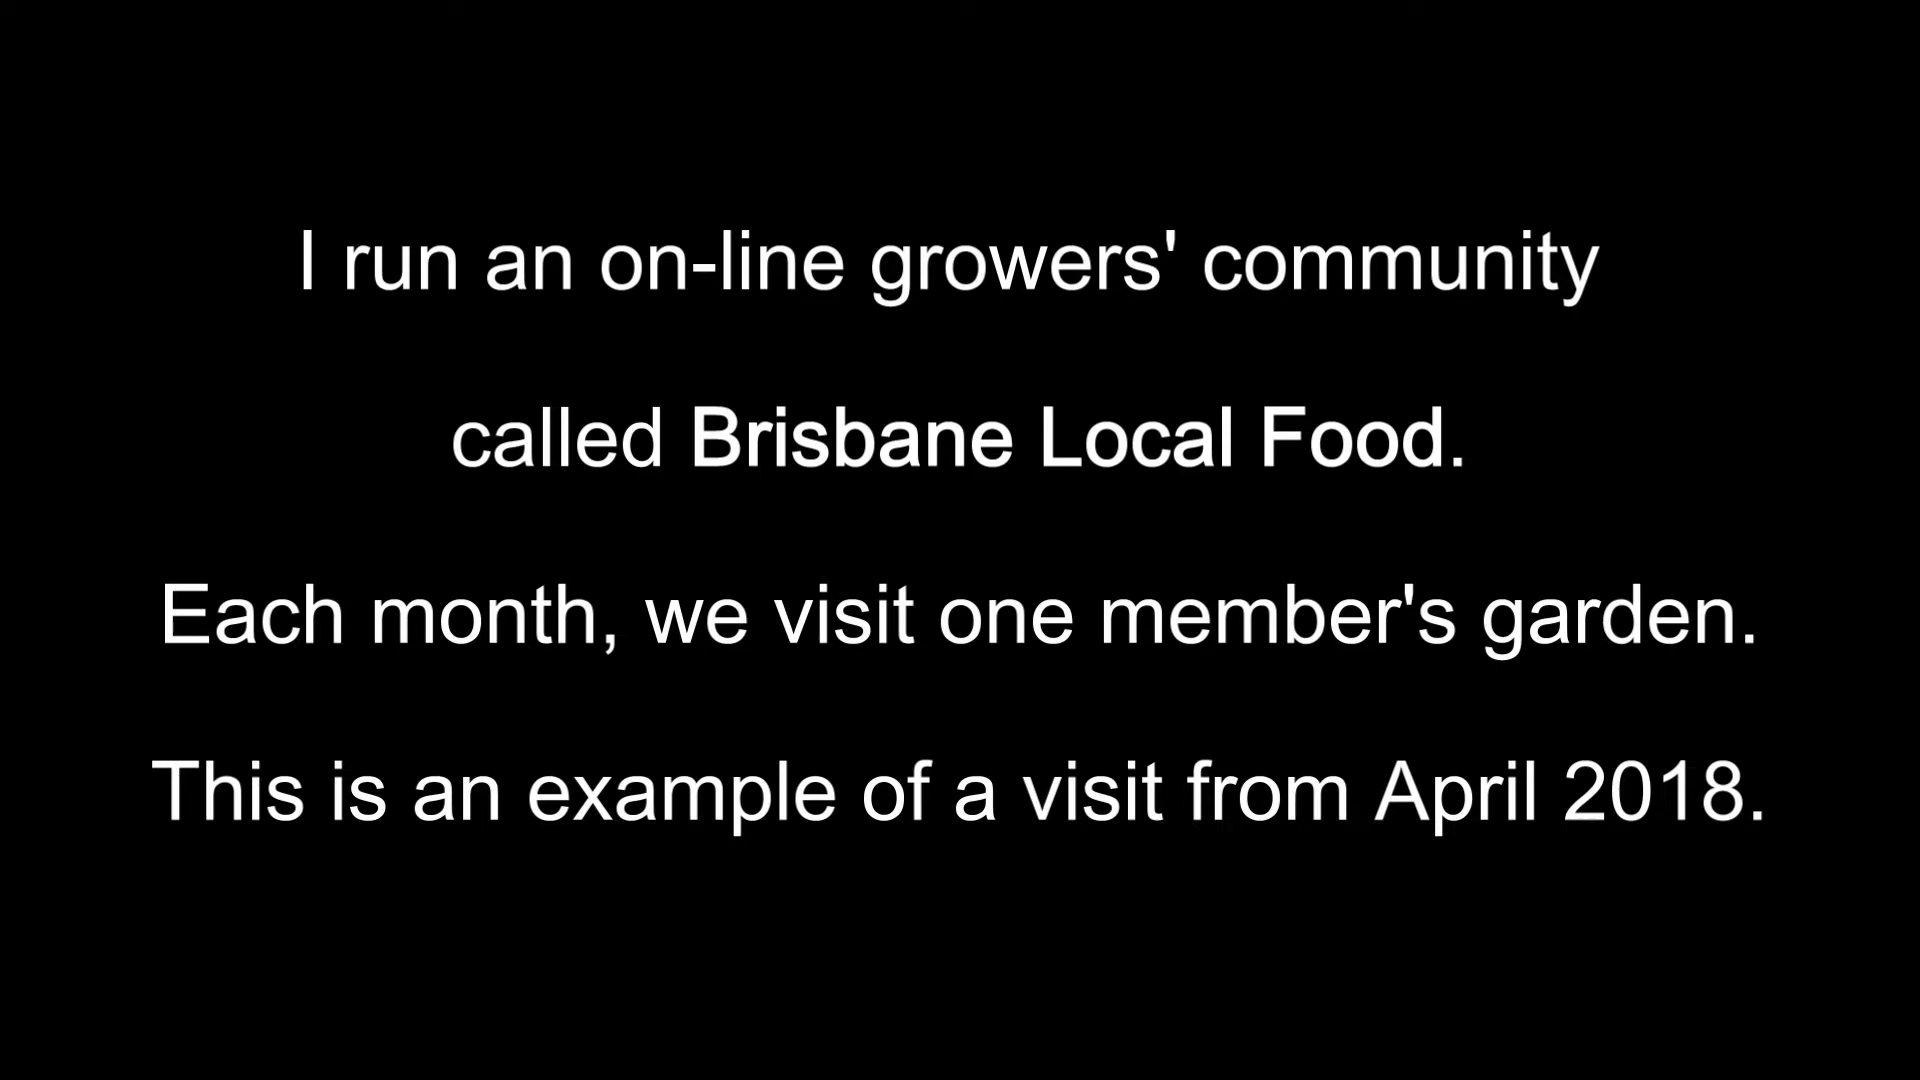 I run an on-line growers' community
called Brisbane Local Food.
Each month, we visit one member's garden.
This is an example of a visit from April 2018.